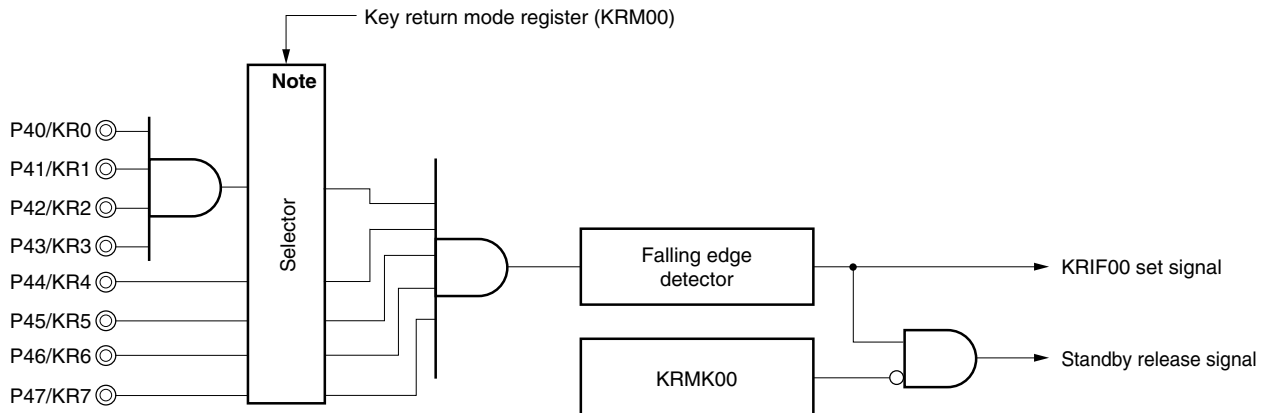 Key return mode register (KRM00)
Note
P40/KR0
P41/KR1
P42/KR2
P43/KR3
P44/KR4
P45/KR5
P46/KR6
P47/KR7
Selector
Falling edge
detector
KRIF00 set signal
KRMK00
Standby release signal